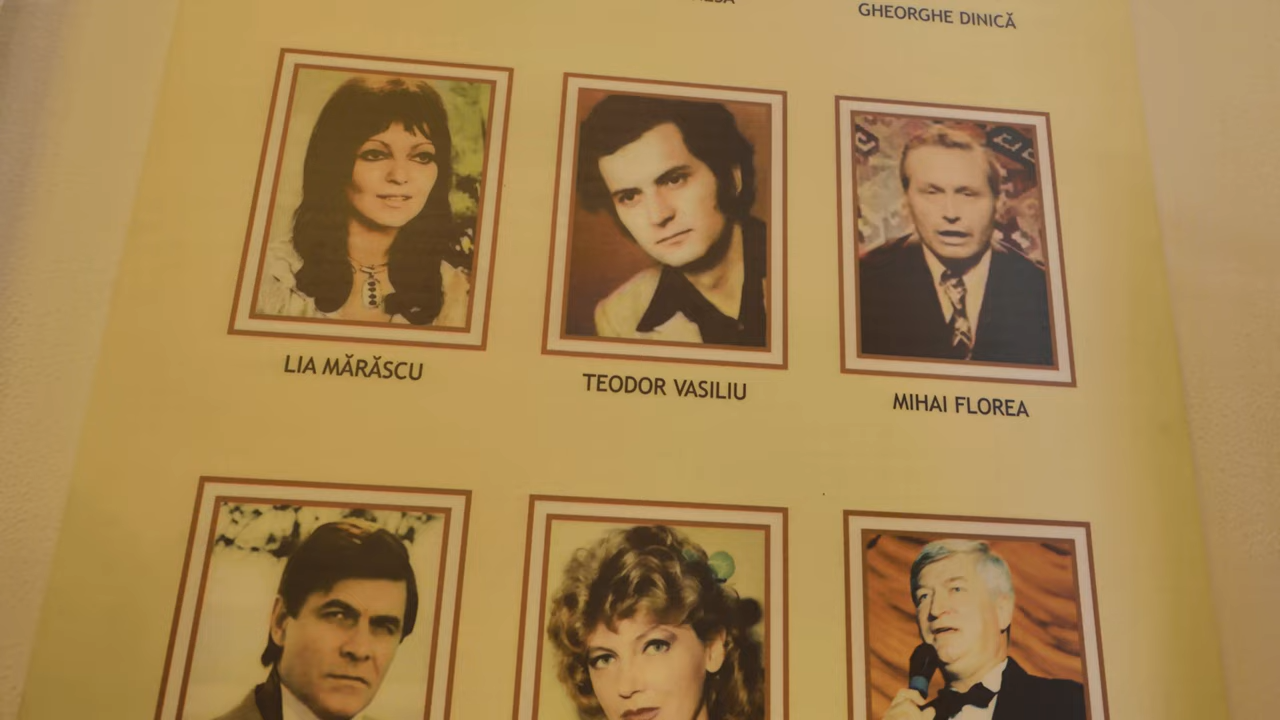 GHEORGHE DINICĂ
LIA MĂRĂSCU
TEODOR VASILIU
MIHAI FLOREA